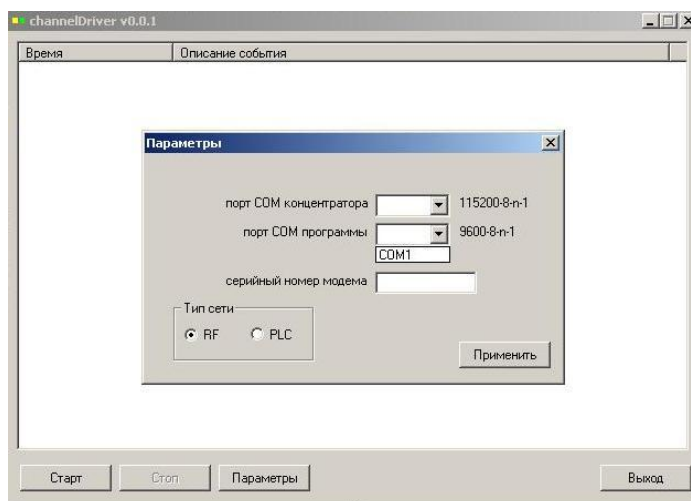 channelDriver v0.0.1
Время Описание события
Параметры
порт COM концентратора 115200-8-n-1
порт COM программы 9600-8-n-1
COM1
серийный номер модема
Тип сети
RF PLC
Применить
Старт Стоп Параметры Выход